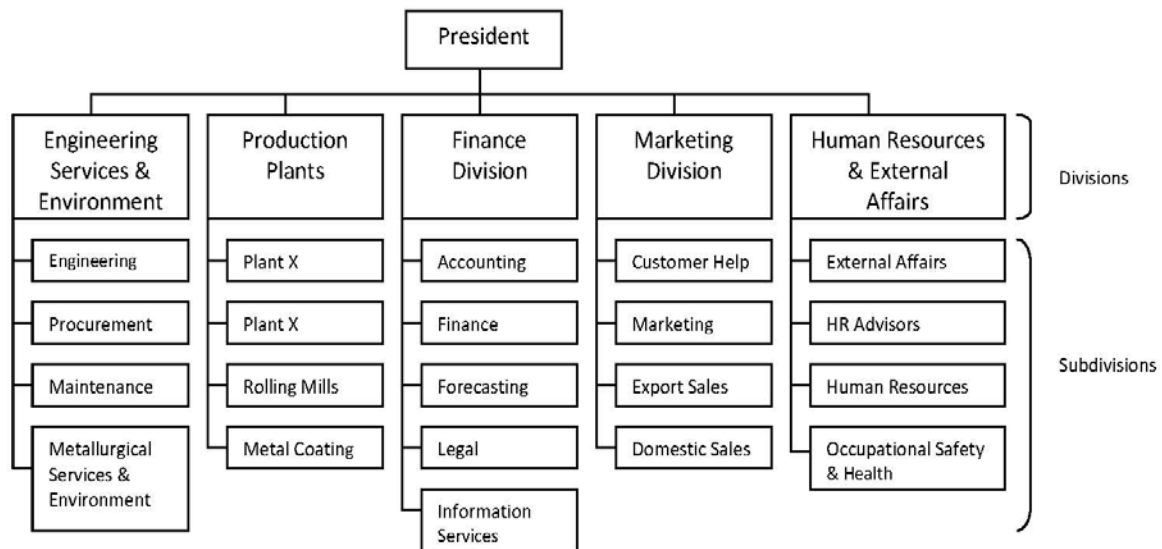 President
Engineering
Services &
Environment
Production
Plants
Finance
Division
Marketing
Division
Human Resources
& External
Affairs
Divisions
Engineering
Procurement
Maintenance
Metallurgical
Services &
Environment
Plant X
Plant X
Rolling Mills
Metal Coating
Accounting
Finance
Forecasting
Legal
Information
Services
Customer Help
Marketing
Export Sales
Domestic Sales
External Affairs
HR Advisors
Human Resources
Occupational Safety
& Health
Subdivisions